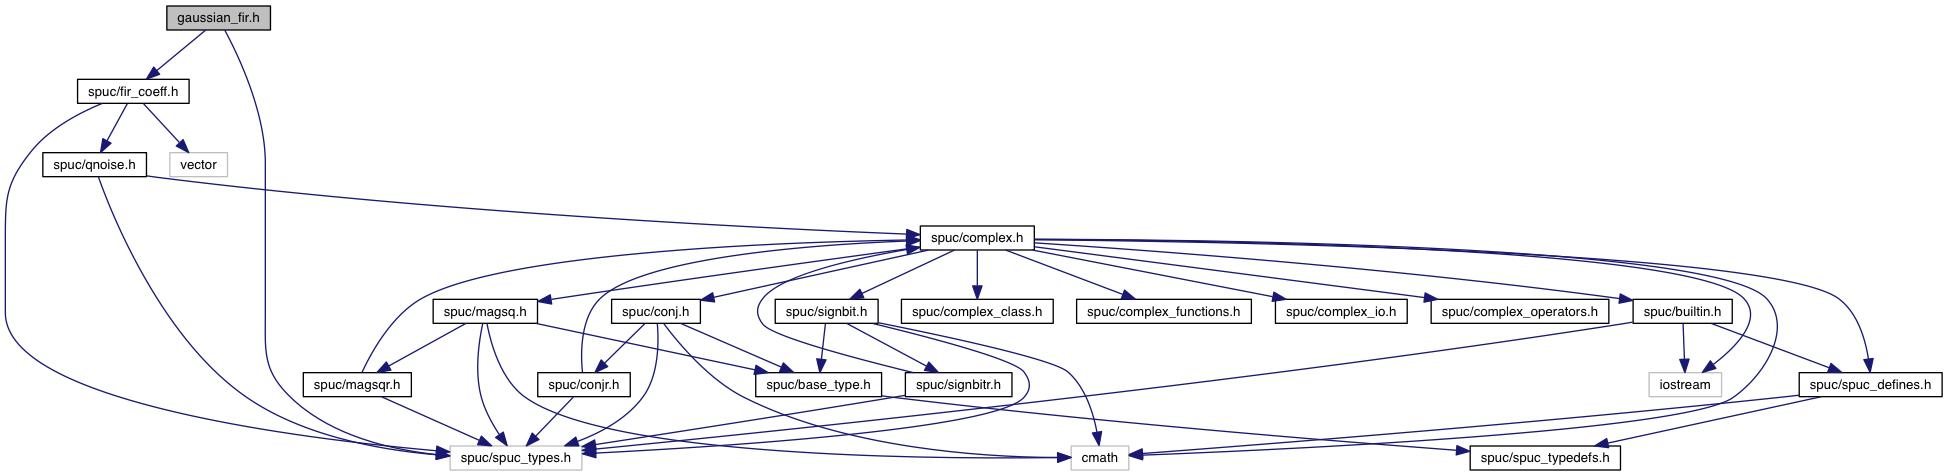 gaussian_fir.h
spuc/fir_coeff.h
spuc/qnoise.h
vector
spuc/complex.h
spuc/magsq.h
spuc/conj.h
spuc/signbit.h
spuc/complex_class.h
spuc/complex_functions.h
spuc/complex_io.h
spuc/complex_operators.h
spuc/builtin.h
spuc/magsqr.h
spuc/conjr.h
spuc/base_type.h
spuc/signbitr.h
iostream
spuc/spuc_defines.h
spuc/spuc_types.h
cmath
spuc/spuc_typedefs.h